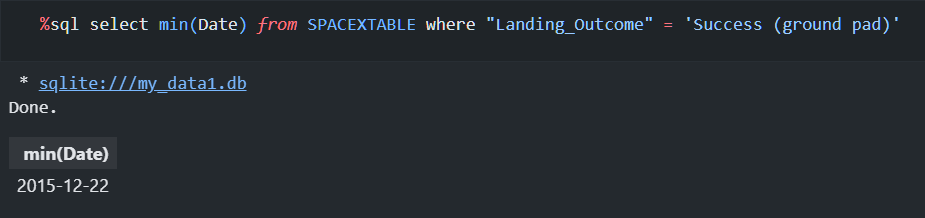 %sql select min(Date) from SPACEXTABLE where "Landing_Outcome" = 'Success (ground pad)'
* sqlite:///my_data1.db
Done.
min(Date)
2015-12-22